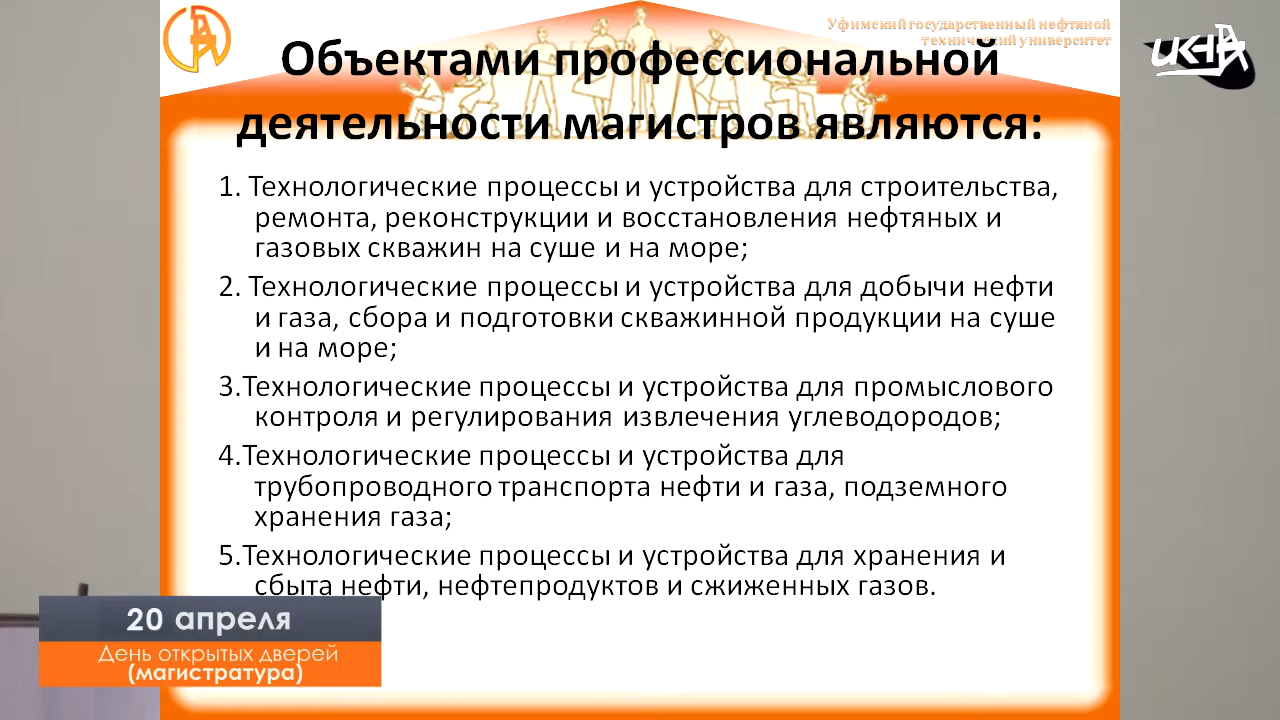 Уфимский государственный нефтяной
технический университет
Объектами профессиональной
деятельности магистров являются:
1. Технологические процессы и устройства для строительства,
ремонта, реконструкции и восстановления нефтяных и
газовых скважин на суше и на море;
2. Технологические процессы и устройства для добычи нефти
и газа, сбора и подготовки скважинной продукции на суше
и на море;
3.Технологические процессы и устройства для промыслового
контроля и регулирования извлечения углеводородов;
4.Технологические процессы и устройства для
трубопроводного транспорта нефти и газа, подземного
хранения газа;
5.Технологические процессы и устройства для хранения и
сбыта нефти, нефтепродуктов и сжиженных газов.
20 апреля
День открытых дверей
(магистратура)